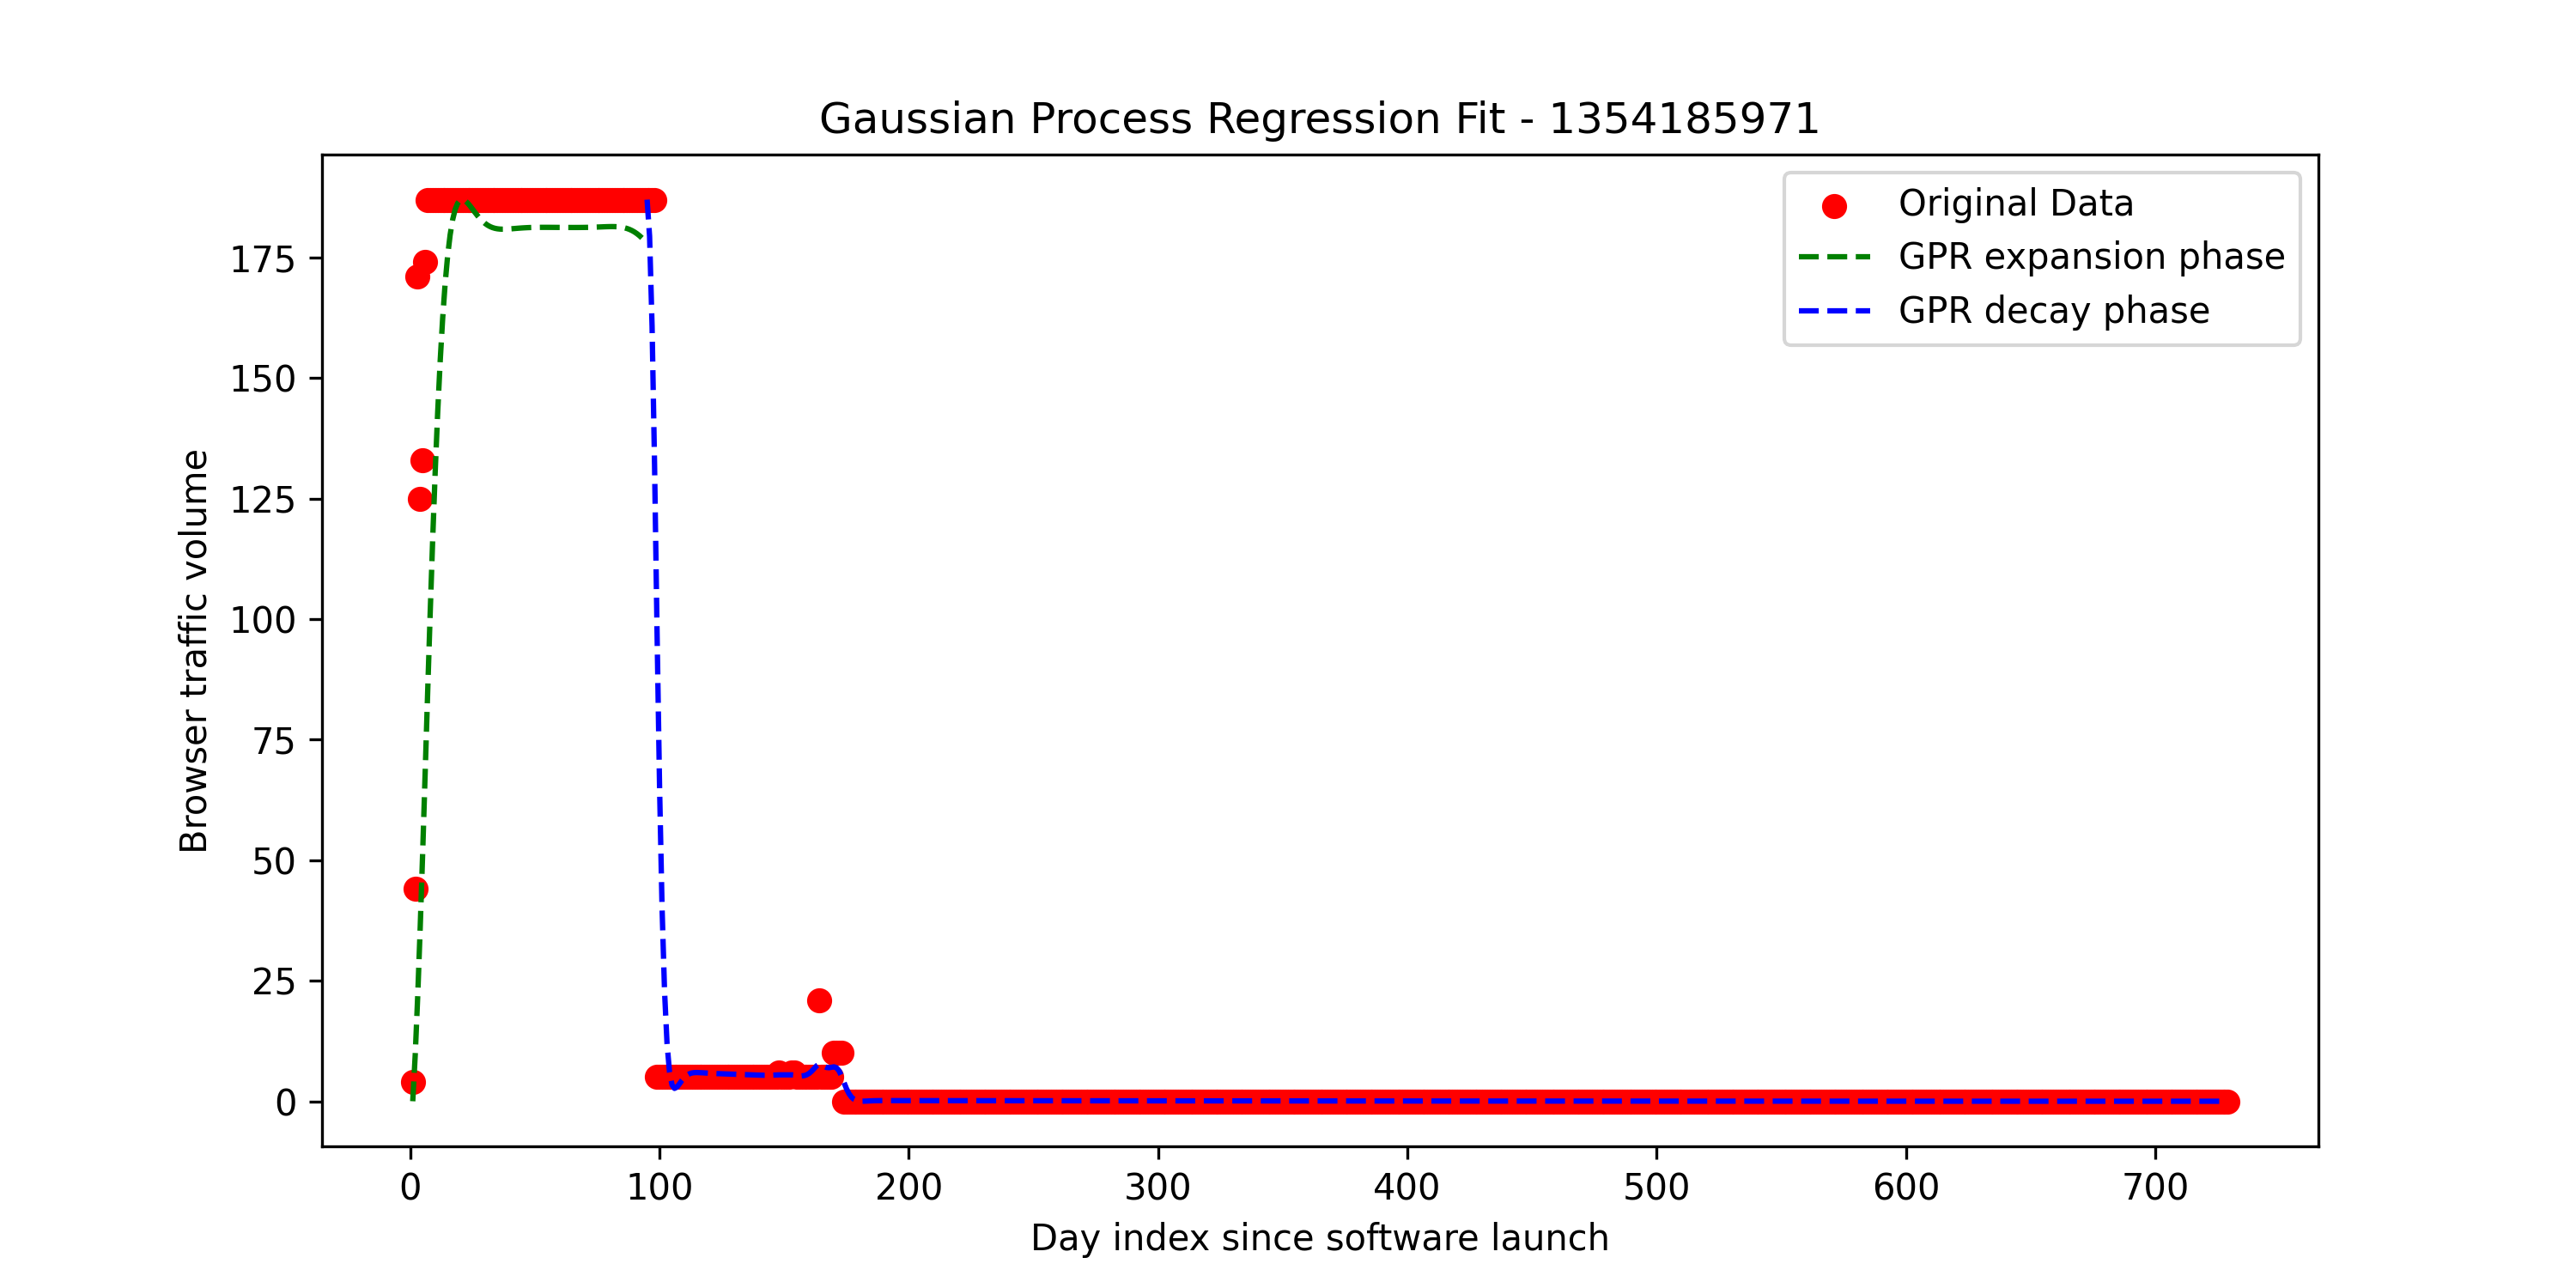 Gaussian Process Regression Fit - 1354185971
Original Data
GPR expansion phase
GPR decay phase
175
150
125
100
75
50
25
0
Browser traffic volume
0 100 200 300 400 500 600 700
Day index since software launch